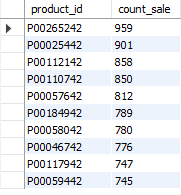 product_id count_sale
P00265242 959
P00025442 901
P00112142 858
P00110742 850
P00057642 812
P00184942 789
P00058042 780
P00046742 776
P00117942 747
P00059442 745